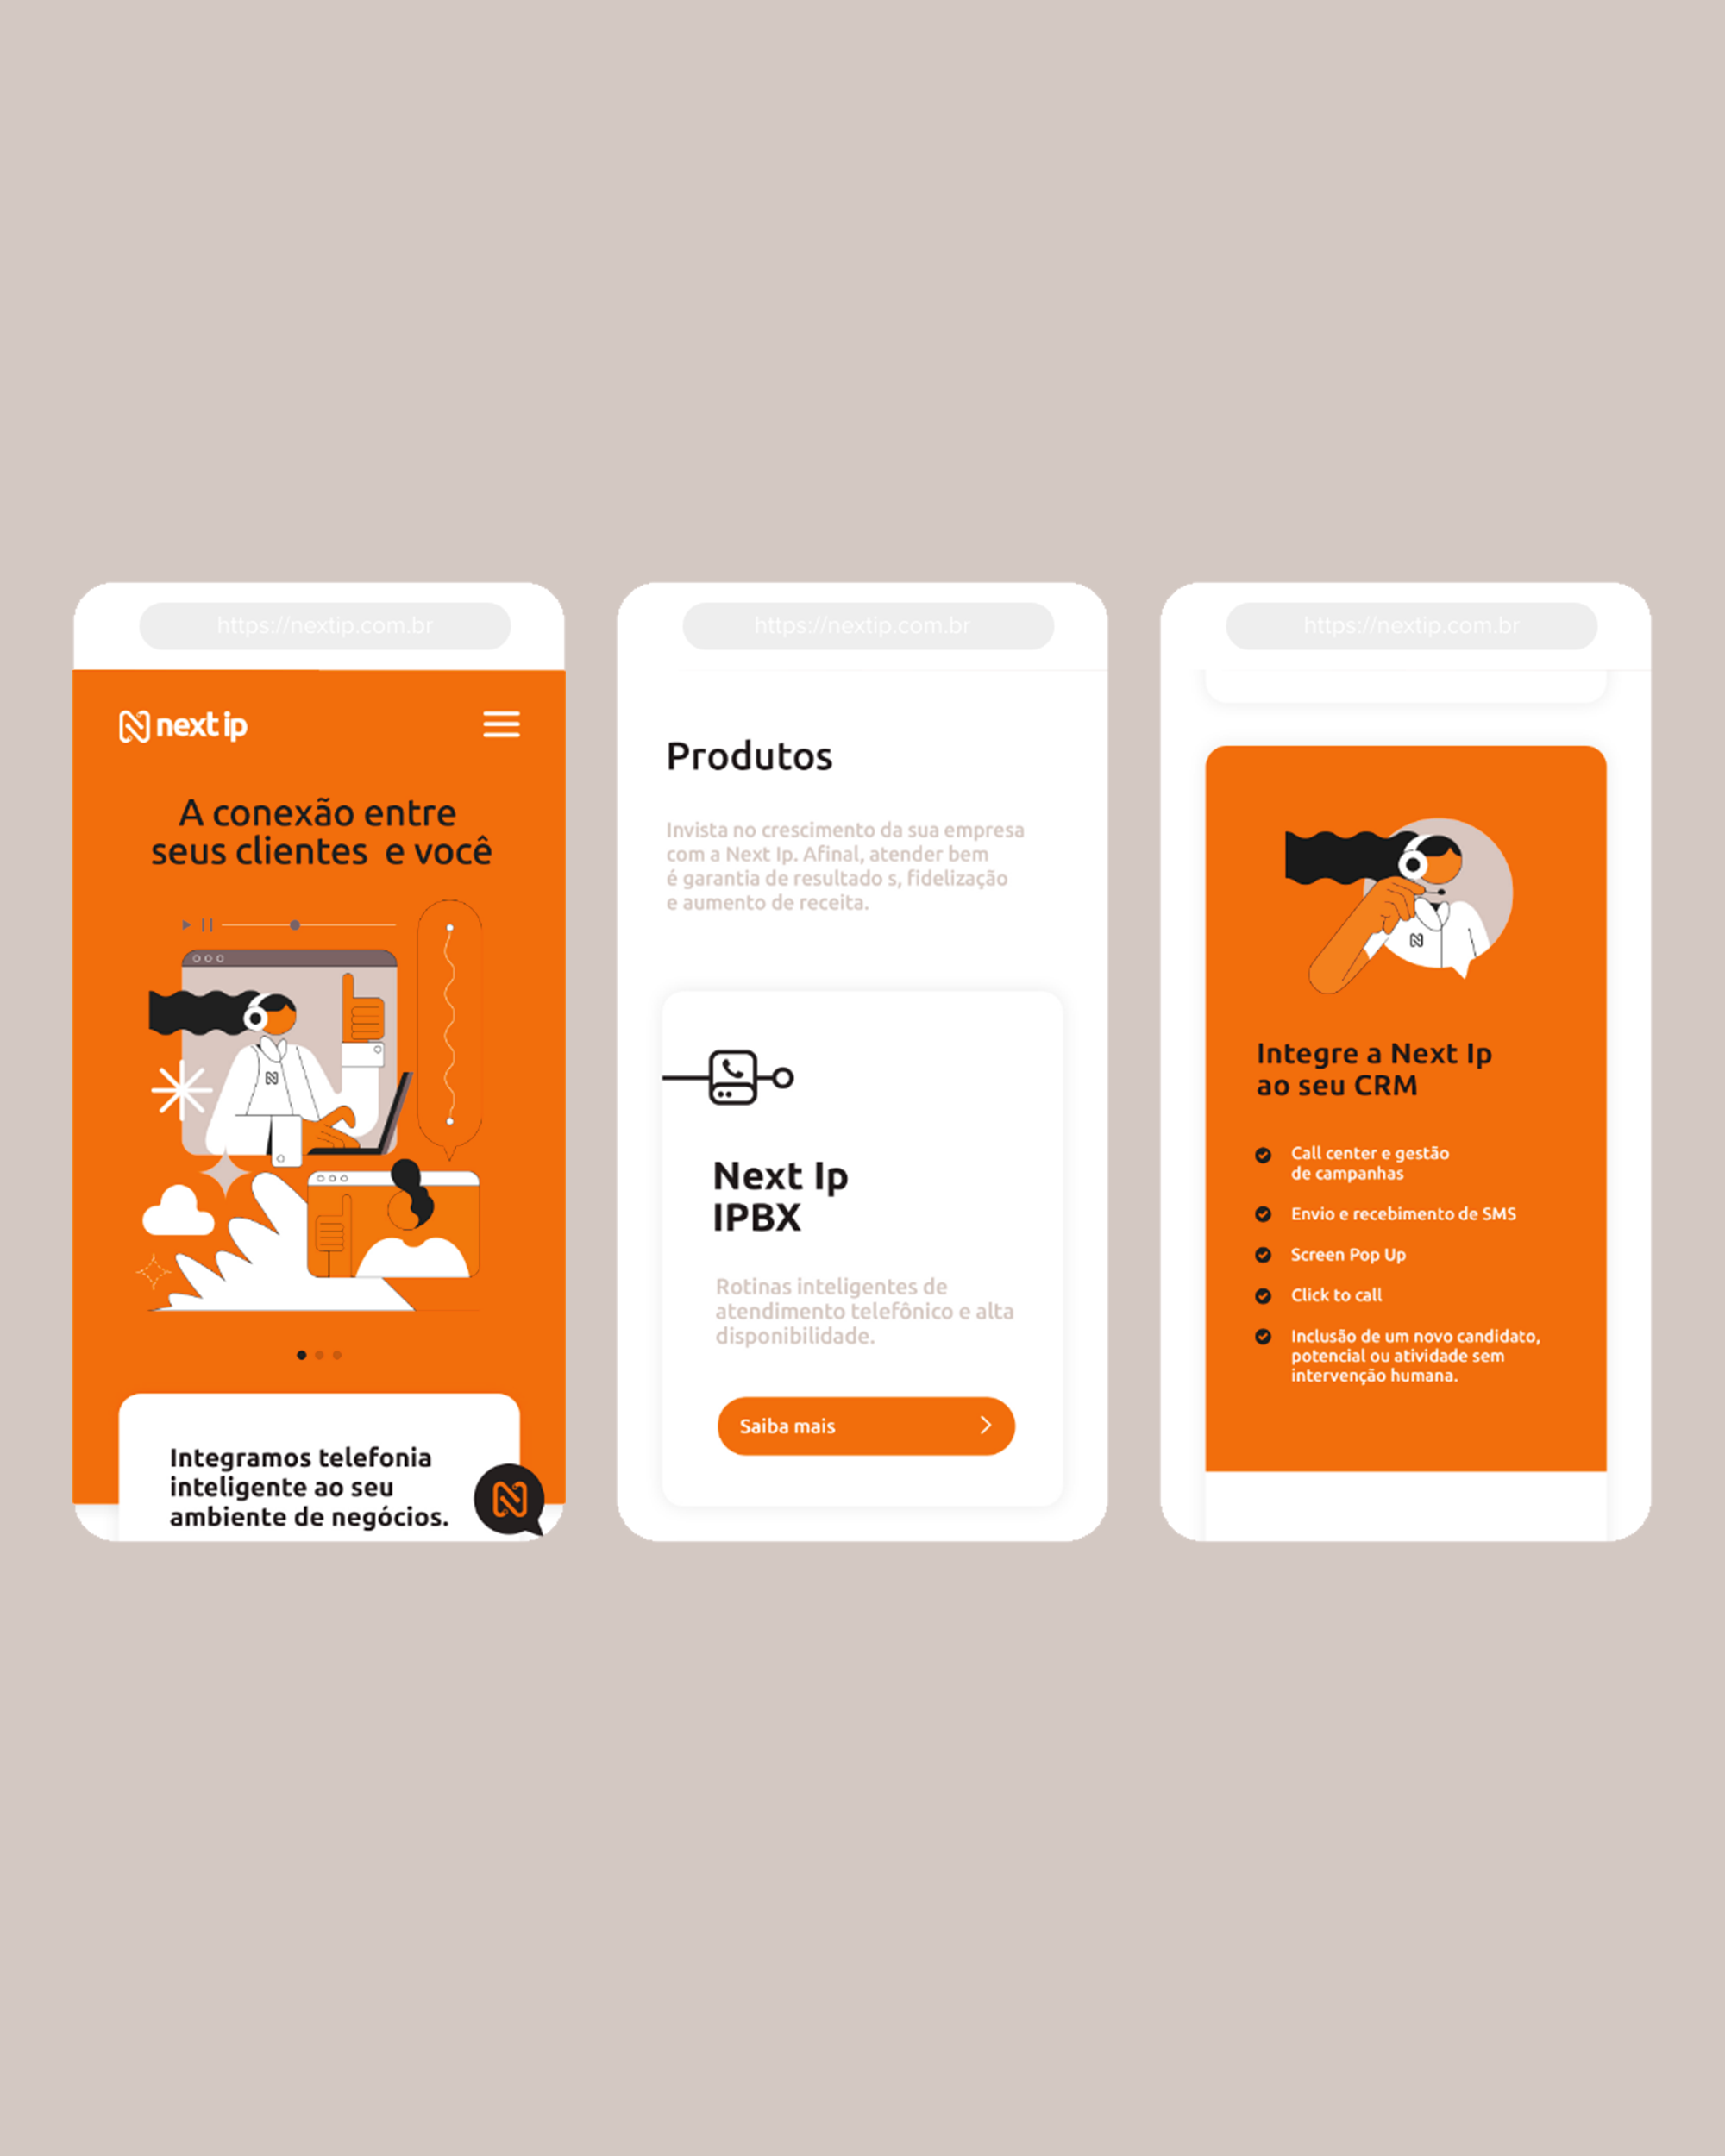 https://nextip.com.br
next ip
A conexão entre
seus clientes  e você
Integramos telefonia
inteligente ao seu
ambiente de negócios.
https://nextip.com.br
Produtos
Invista no crescimento da sua empresa
com a Next Ip. Afinal, atender bem
é garantia de resultado s, fidelização
e aumento de receita.
Next Ip
IPBX
Rotinas inteligentes de
atendimento telefônico e alta
disponibilidade.
Saiba mais
https://nextip.com.br
Integre a Next Ip
ao seu CRM
Call center e gestão
de campanhas
Envio e recebimento de SMS
Screen Pop Up
Click to call
Inclusão de um novo candidato,
potencial ou atividade sem
intervenção humana.